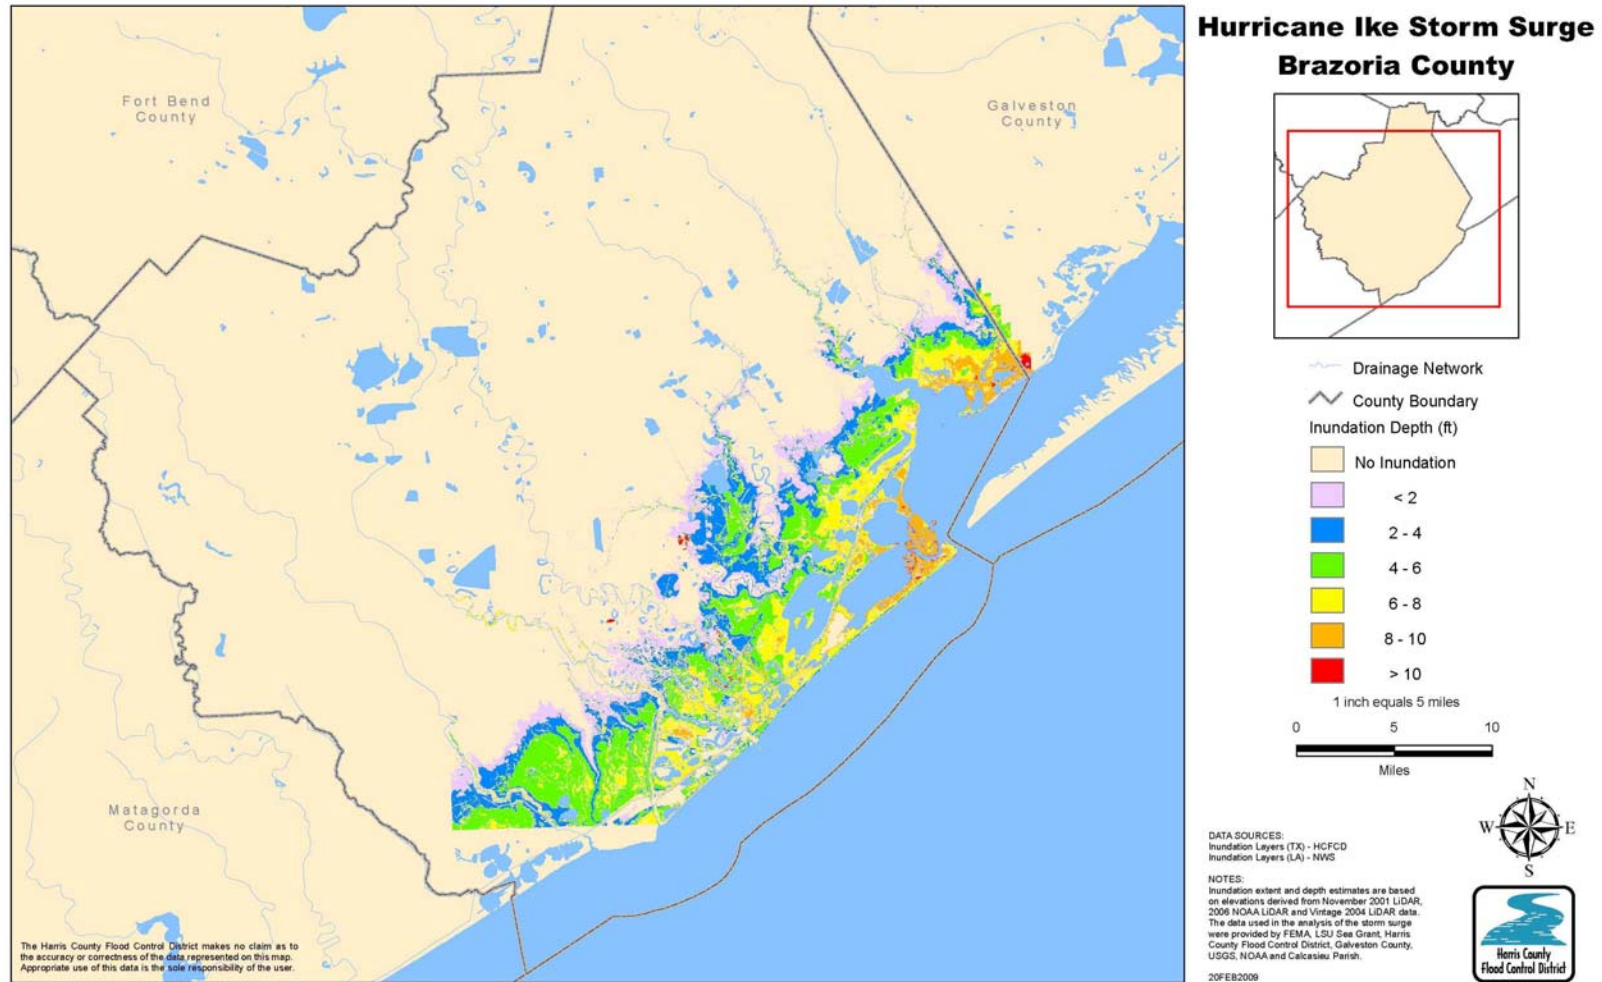 Hurricane Ike Storm Surge
Brazoria County
Fort Bend
County
Galveston
County
Matagorda
County
Drainage Network
County Boundary
Inundation Depth (ft)
No Inundation
< 2
2 - 4
4 - 6
6 - 8
8 - 10
> 10
1 inch equals 5 miles
0 5 10
Miles
N
W E
S
DATA SOURCES:
Inundation Layers (TX) - HCFCD
Inundation Layers (LA) - NWS
NOTES:
Inundation extent and depth estimates are based
on elevations derived from November 2001 LiDAR,
2006 NOAA LiDAR and Vintage 2004 LiDAR data.
The data used in the analysis of the storm surge
were provided by FEMA, LSU Sea Grant, Harris
County Flood Control District, Galveston County,
USGS, NOAA and Calcasieu Parish.
20FEB2009
Harris County
Flood Control District
The Harris County Flood Control District makes no claim as to
the accuracy or correctness of the data represented on this map.
Appropriate use of this data is the sole responsibility of the user.